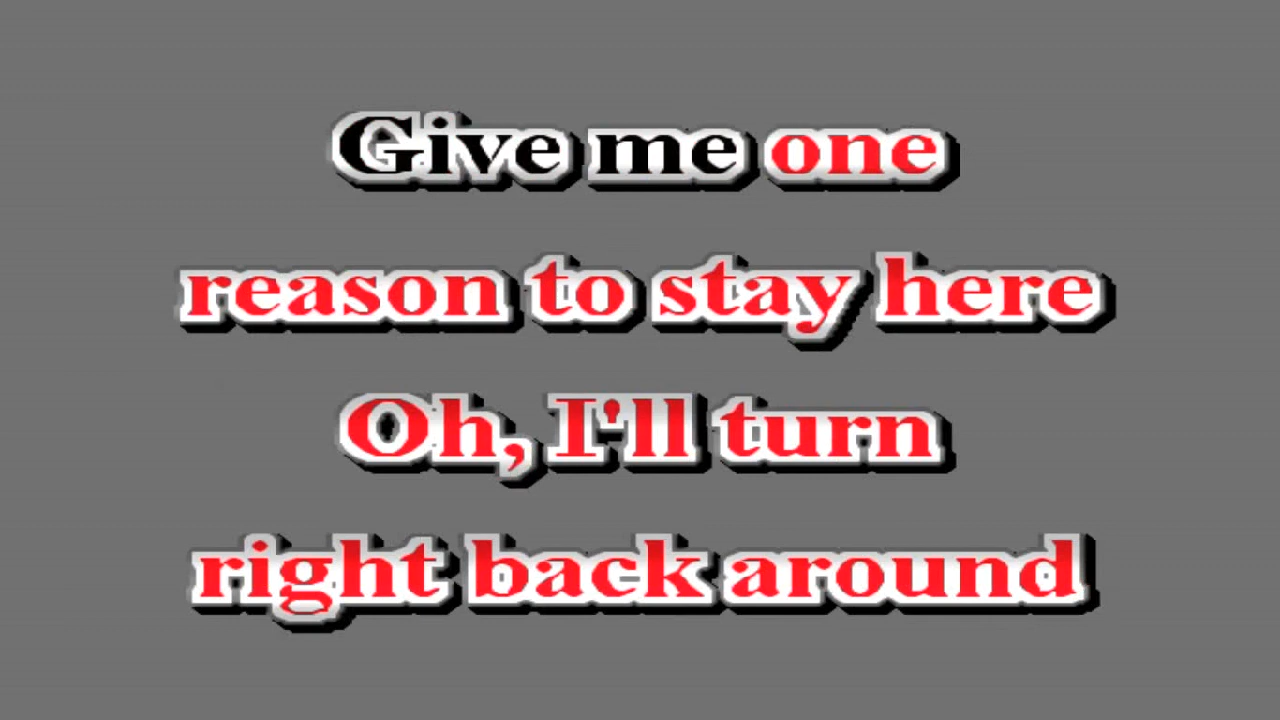 Give me one
reason to stay here
Oh, I'll turn
right back around